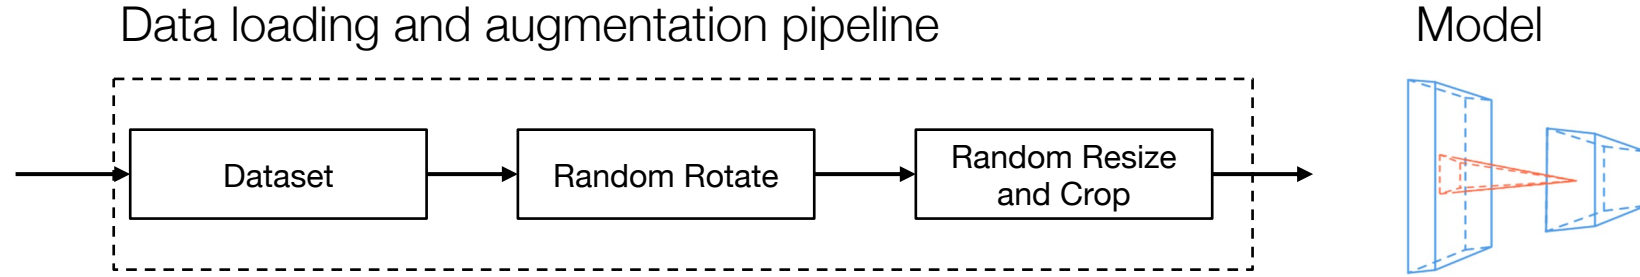 Data loading and augmentation pipeline
Model
Dataset
Random Rotate
Random Resize
and Crop